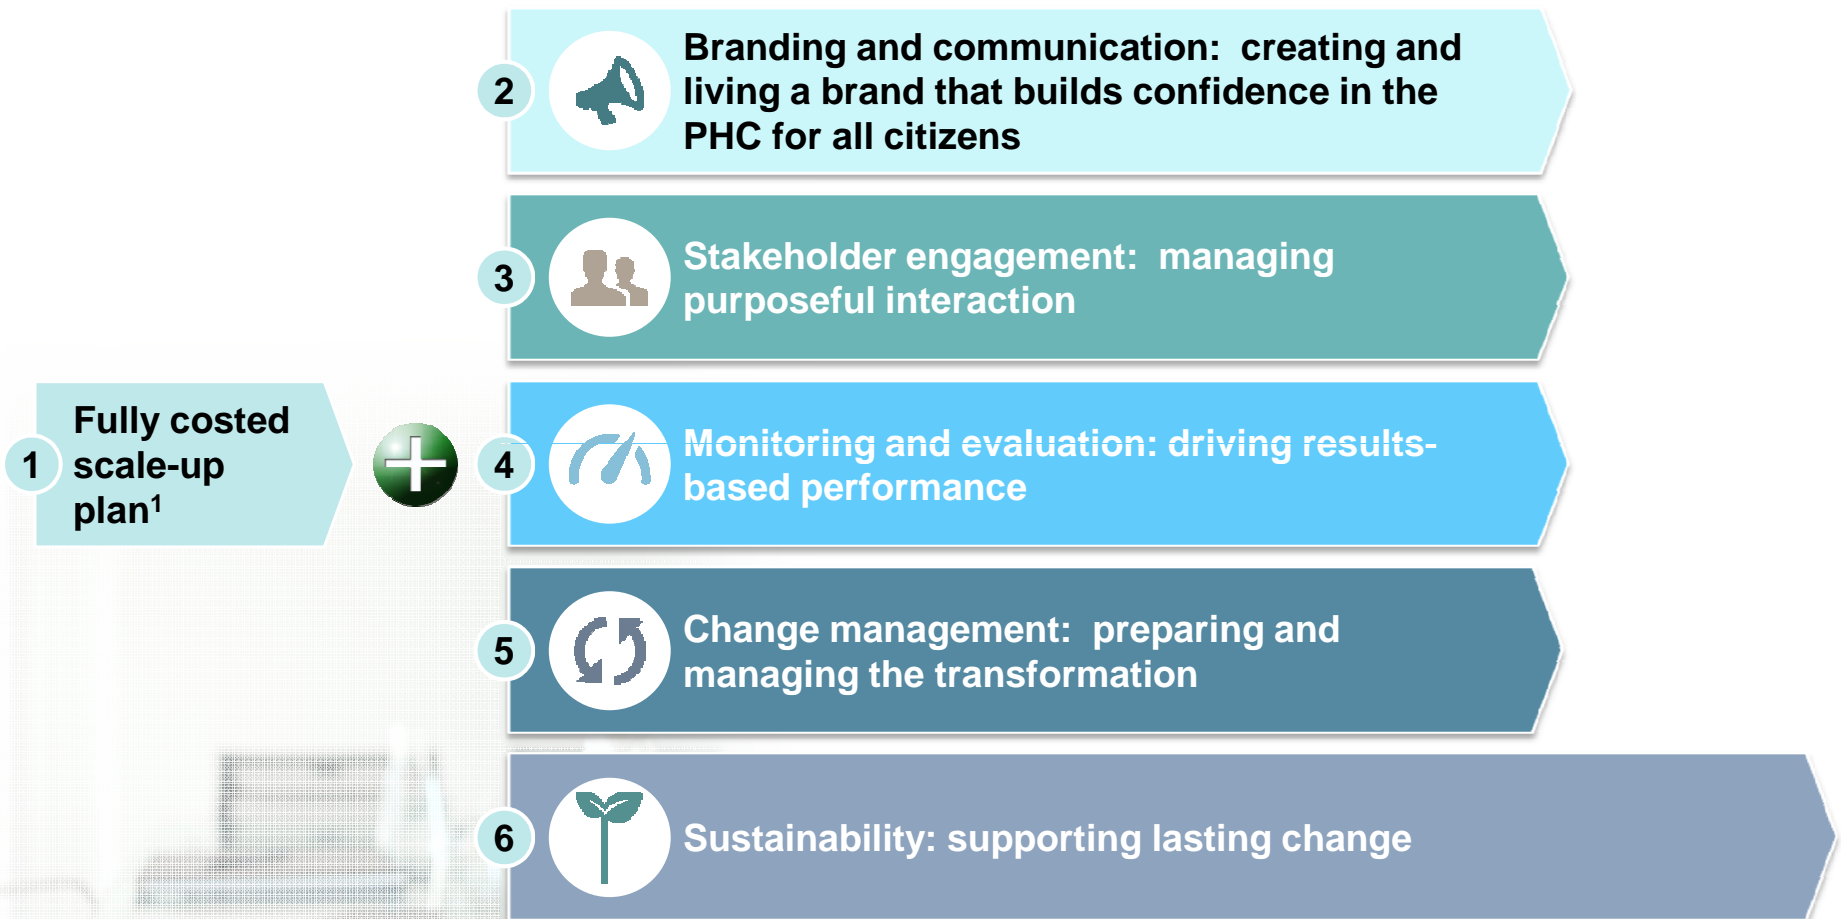 1
Fully costed
scale-up
plan¹
2
Branding and communication: creating and
living a brand that builds confidence in the
PHC for all citizens
3
Stakeholder engagement: managing
purposeful interaction
4
Monitoring and evaluation: driving results-
based performance
5
Change management: preparing and
managing the transformation
6
Sustainability: supporting lasting change